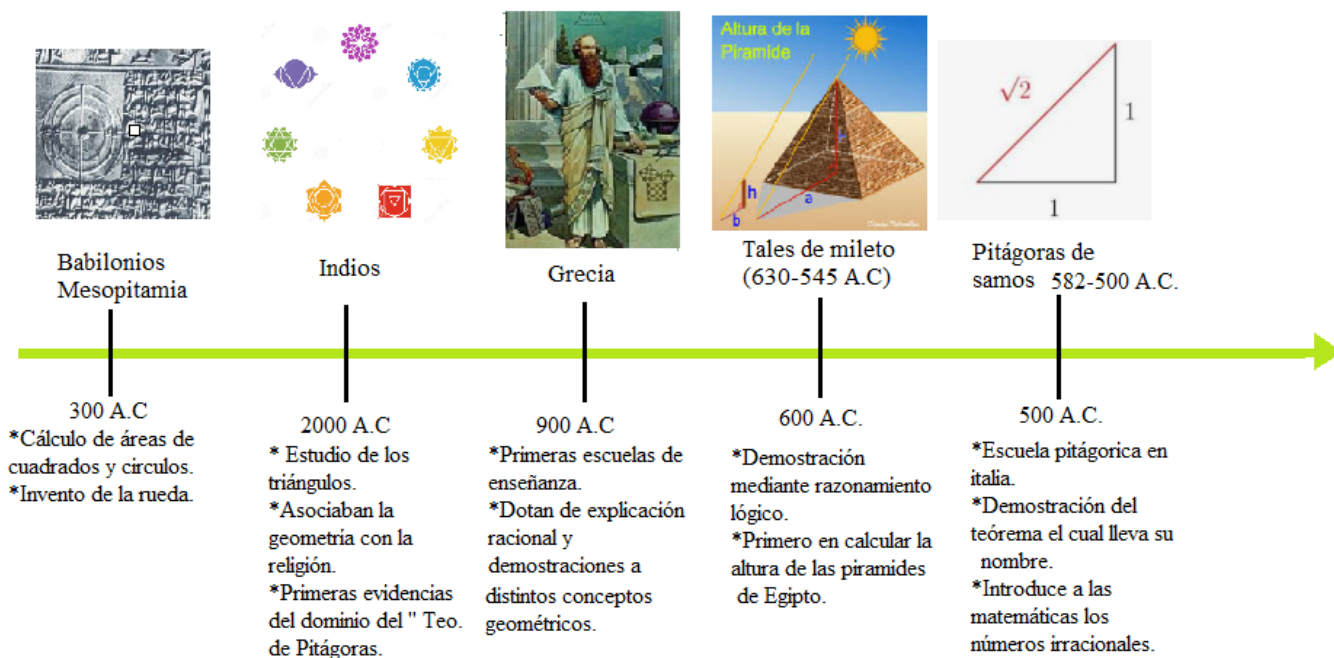 Altura de la
Piramide
h
a
b
√2
1
1
Babilonios
Mesopitamia
Indios
Grecia
Tales de mileto
(630-545 A.C)
Pitágoras de
samos 582-500 A.C.
300 A.C
*Cálculo de áreas de
cuadrados y circulos.
*Invento de la rueda.
2000 A.C
* Estudio de los
triángulos.
*Asociaban la
geometria con la
religión.
*Primeras evidencias
del dominio del " Teo.
de Pitágoras.
900 A.C
*Primeras escuelas de
enseñanza.
*Dotan de explicación
racional y
demostraciones a
distintos conceptos
geométricos.
600 A.C.
*Demostración
mediante razonamiento
lógico.
*Primero en calcular la
altura de las piramides
de Egipto.
500 A.C.
*Escuela pitágorica en
italia.
*Demostración del
teórema el cual lleva su
nombre.
*Introduce a las
matemáticas los
números irracionales.